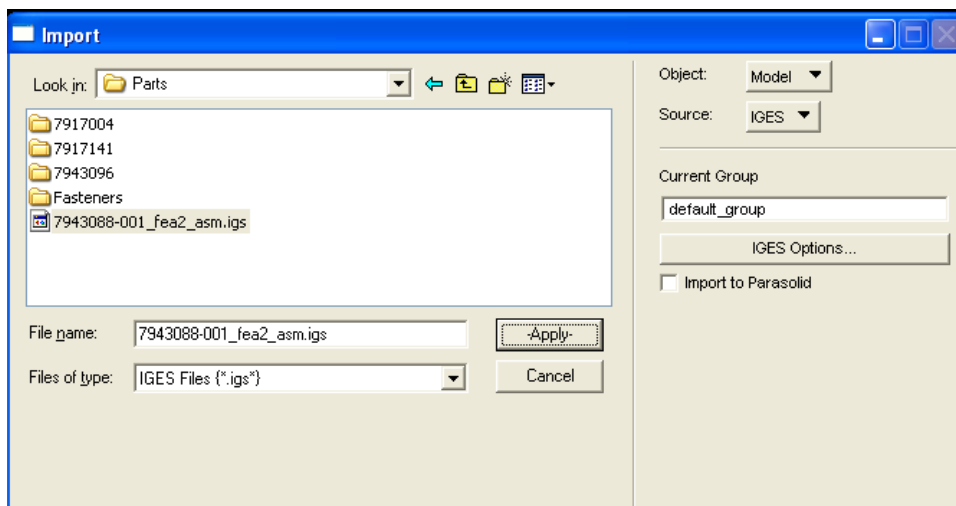 Import
Look in: Parts
7917004
7917141
7943096
Fasteners
7943088-001_fea2_asm.igs
File name: 7943088-001_fea2_asm.igs -Apply-
Files of type: IGES Files {*.igs*} Cancel
Object: Model
Source: IGES
Current Group
default_group
IGES Options...
Import to Parasolid